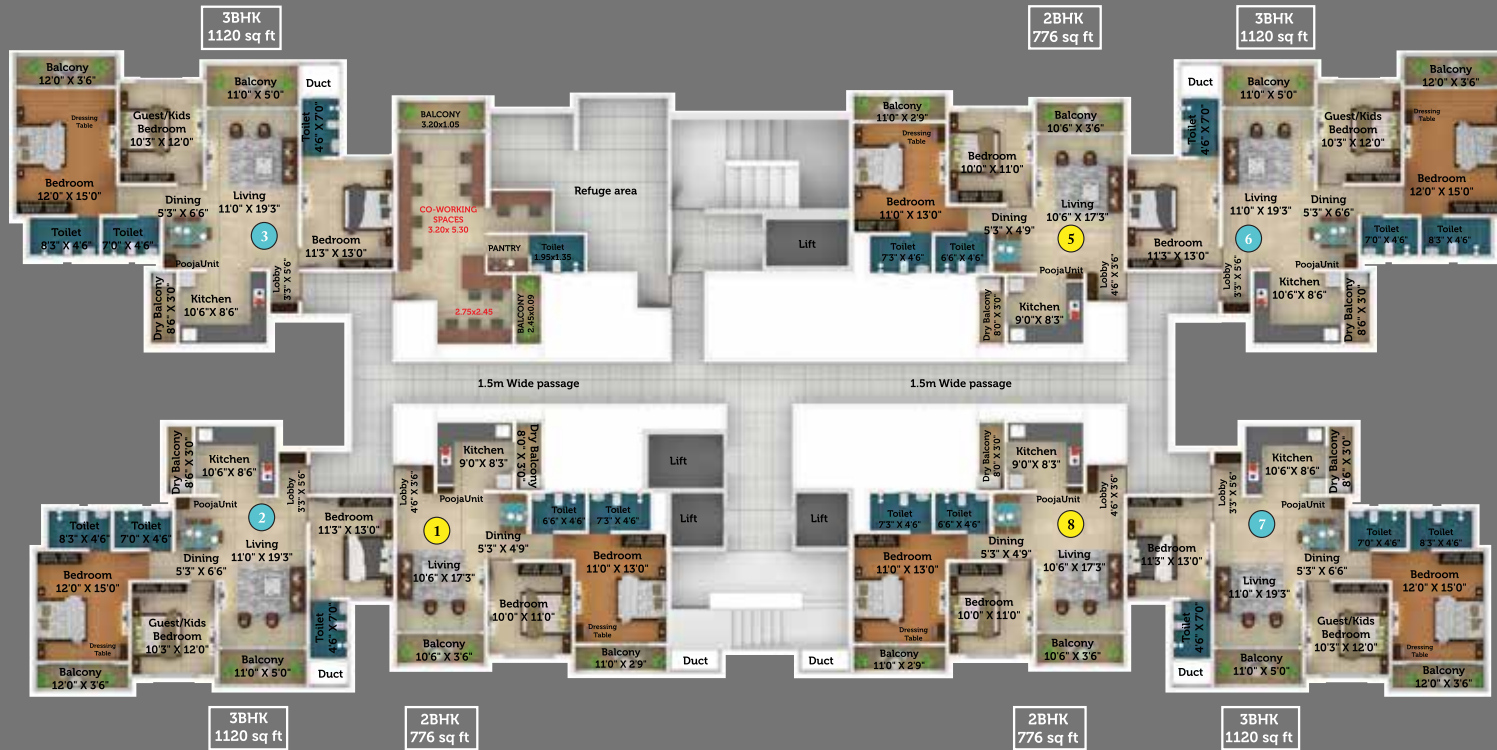 3BHK
1120 sq ft
2BHK
776 sq ft
3BHK
1120 sq ft
Balcony
12'0" X 3'6"
Balcony
11'0" X 5'0"
Duct
Dressing
Table
Guest/Kids
Bedroom
10'3" X 12'0"
Toilet
4'6" X 7'0"
Bedroom
12'0" X 15'0"
Dining
5'3" X 6'6"
Living
11'0" X 19'3"
3
Toilet
8'3" X 4'6"
Toilet
7'0" X 4'6"
Bedroom
11'3" X 13'0"
PoojaUnit
Lobby
3'3" X 5'6"
Dry Balcony
8'6" X 3'0"
Kitchen
10'6"X 8'6"
BALCONY
3.20x1.05
CO-WORKING
SPACES
3.20x 5.30
PANTRY
Toilet
1.95x1.35
2.75x2.45
BALCONY
2.45x0.09
Refuge area
Lift
Balcony
11'0" X 2'9"
Dressing
Table
Bedroom
10'0" X 11'0"
Balcony
10'6" X 3'6"
Bedroom
11'0" X 13'0"
Dining
5'3" X 4'9"
Living
10'6" X 17'3"
5
Toilet
7'3" X 4'6"
Toilet
6'6" X 4'6"
PoojaUnit
Lobby
4'6" X 3'6"
Dry Balcony
8'0" X 3'0"
Kitchen
9'0"X 8'3"
Duct
Toilet
4'6" X 7'0"
Balcony
11'0" X 5'0"
Balcony
12'0" X 3'6"
Guest/Kids
Bedroom
10'3" X 12'0"
Dressing
Table
Bedroom
12'0" X 15'0"
Living
11'0" X 19'3"
Dining
5'3" X 6'6"
6
Bedroom
11'3" X 13'0"
Toilet
7'0" X 4'6"
Toilet
8'3" X 4'6"
Lobby
3'3" X 5'6"
PoojaUnit
Kitchen
10'6"X 8'6"
Dry Balcony
8'6" X 3'0"
1.5m Wide passage
1.5m Wide passage
Dry Balcony
8'6" X 3'0"
Kitchen
10'6"X 8'6"
Lobby
3'3" X 5'6"
PoojaUnit
2
Toilet
8'3" X 4'6"
Toilet
7'0" X 4'6"
Dining
5'3" X 6'6"
Living
11'0" X 19'3"
Bedroom
11'3" X 13'0"
Bedroom
12'0" X 15'0"
Guest/Kids
Bedroom
10'3" X 12'0"
Dressing
Table
Toilet
4'6" X 7'0"
Balcony
12'0" X 3'6"
Balcony
11'0" X 5'0"
Duct
Kitchen
9'0"X 8'3"
Dry Balcony
8'0" X 3'0"
Lobby
4'6" X 3'6"
PoojaUnit
1
Toilet
6'6" X 4'6"
Toilet
7'3" X 4'6"
Dining
5'3" X 4'9"
Living
10'6" X 17'3"
Bedroom
11'0" X 13'0"
Bedroom
10'0" X 11'0"
Dressing
Table
Balcony
10'6" X 3'6"
Balcony
11'0" X 2'9"
Duct
Lift
Lift
Lift
Dry Balcony
8'0" X 3'0"
Kitchen
9'0"X 8'3"
Lobby
4'6" X 3'6"
PoojaUnit
8
Toilet
7'3" X 4'6"
Toilet
6'6" X 4'6"
Dining
5'3" X 4'9"
Living
10'6" X 17'3"
Bedroom
11'0" X 13'0"
Bedroom
10'0" X 11'0"
Dressing
Table
Duct
Balcony
11'0" X 2'9"
Balcony
10'6" X 3'6"
Kitchen
10'6"X 8'6"
Dry Balcony
8'6" X 3'0"
Lobby
3'3" X 5'6"
PoojaUnit
7
Toilet
7'0" X 4'6"
Toilet
8'3" X 4'6"
Bedroom
11'3" X 13'0"
Dining
5'3" X 6'6"
Living
11'0" X 19'3"
Bedroom
12'0" X 15'0"
Guest/Kids
Bedroom
10'3" X 12'0"
Dressing
Table
Toilet
4'6" X 7'0"
Duct
Balcony
11'0" X 5'0"
Balcony
12'0" X 3'6"
3BHK
1120 sq ft
2BHK
776 sq ft
2BHK
776 sq ft
3BHK
1120 sq ft